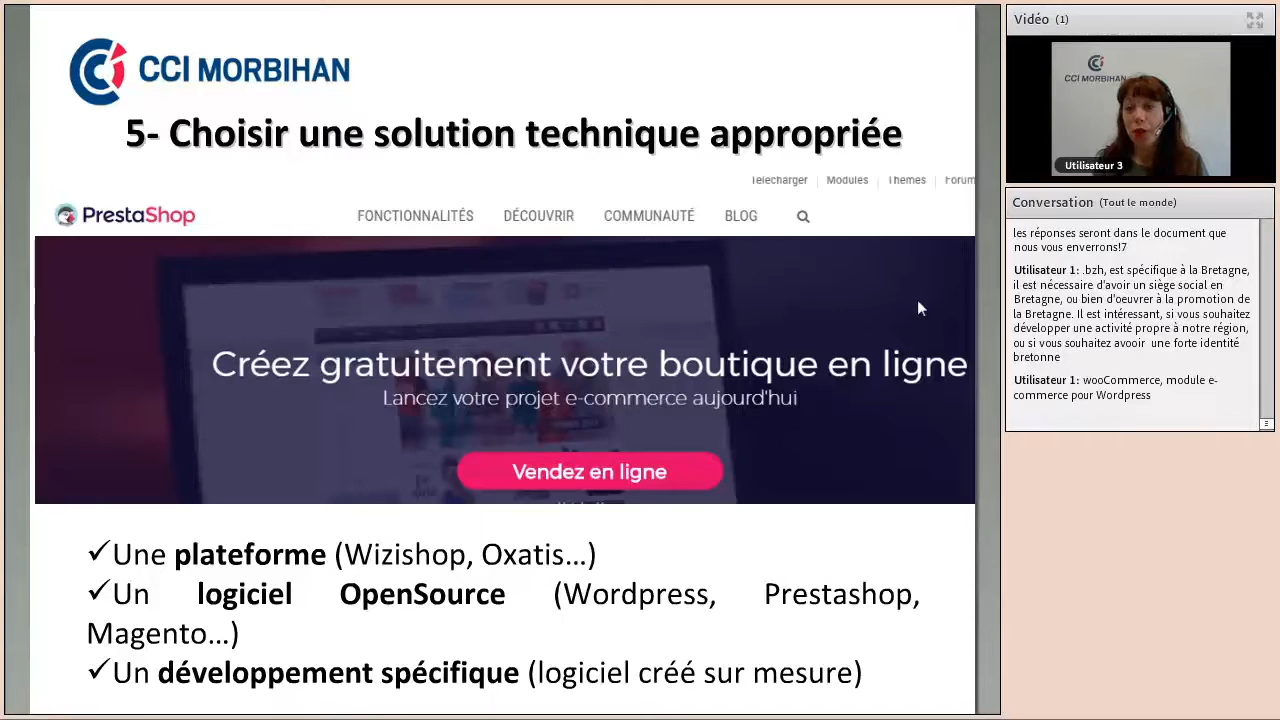 CCI MORBIHAN
5- Choisir une solution technique appropriée
Télécharger Modules Thèmes Forum
PrestaShop FONCTIONNALITÉS DÉCOUVRIR COMMUNAUTÉ BLOG
Créez gratuitement votre boutique en ligne
Lancez votre projet e-commerce aujourd'hui
Vendez en ligne
✓Une plateforme (Wizishop, Oxatis…)
✓Un logiciel OpenSource (Wordpress, Prestashop,
Magento…)
✓Un développement spécifique (logiciel créé sur mesure)
Vidéo (1)
CCI MORBIHAN
Utilisateur 3
Conversation (Tout le monde)
les réponses seront dans le document que
nous vous enverrons!7
Utilisateur 1: .bzh, est spécifique à la Bretagne,
il est nécessaire d'avoir un siège social en
Bretagne, ou bien d'oeuvrer à la promotion de
la Bretagne. Il est intéressant, si vous souhaitez
développer une activité propre à notre région,
ou si vous souhaitez avooir une forte identité
bretonne
Utilisateur 1: wooCommerce, module e-
commerce pour Wordpress